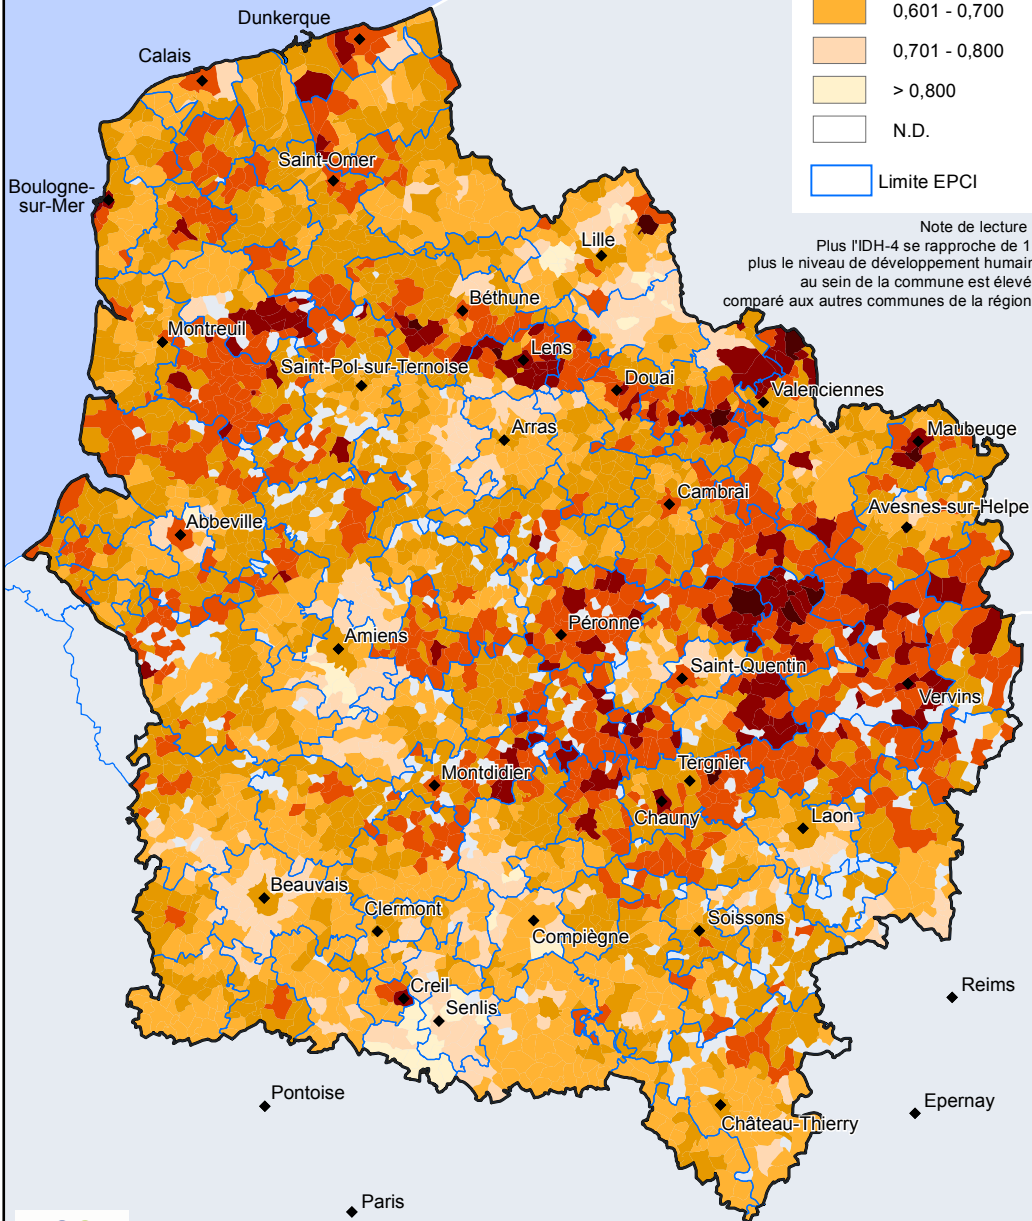 Dunkerque
0,601 - 0,700
Calais
0,701 - 0,800
> 0,800
N.D.
Saint-Omer
Limite EPCI
Boulogne-
sur-Mer
Note de lecture
Plus l'IDH-4 se rapproche de 1
plus le niveau de développement humain
au sein de la commune est élevé
comparé aux autres communes de la région
Lille
Béthune
Montreuil
Lens
Saint-Pol-sur-Ternoise
Douai
Valenciennes
Arras
Maubeuge
Cambrai
Avesnes-sur-Helpe
Abbeville
Péronne
Amiens
Saint-Quentin
Vervins
Montdidier
Tergnier
Chauny
Laon
Beauvais
Clermont
Compiègne
Soissons
Creil
Senlis
Reims
Pontoise
Epernay
Château-Thierry
Paris